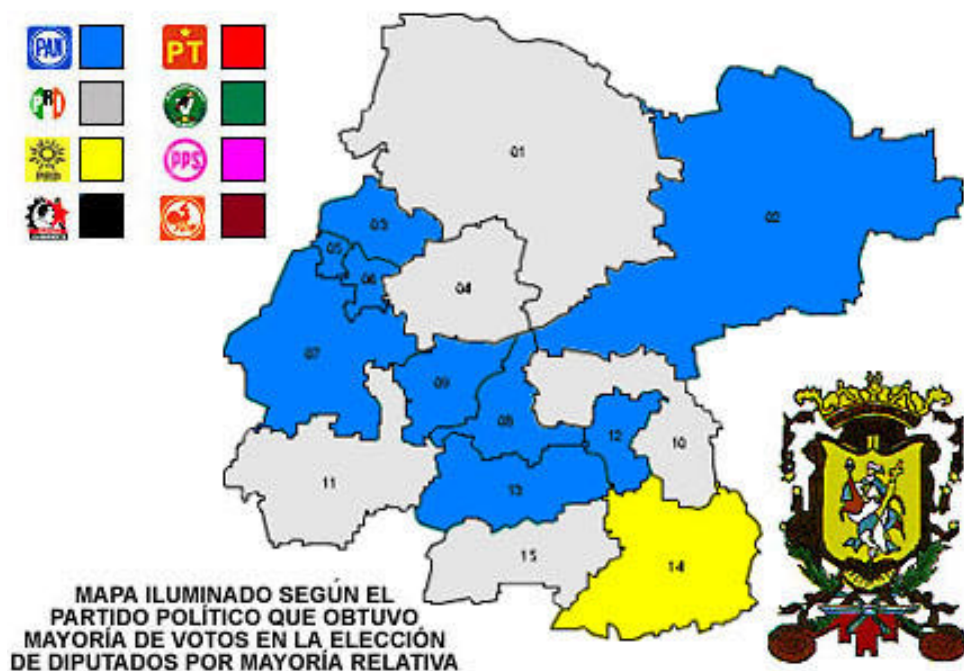 PAN
PT
PRI
PRD
PPS
01
02
03
05
06
04
07
09
08
12
10
11
13
15
14
MAPA ILUMINADO SEGÚN EL
PARTIDO POLÍTICO QUE OBTUVO
MAYORÍA DE VOTOS EN LA ELECCIÓN
DE DIPUTADOS POR MAYORÍA RELATIVA